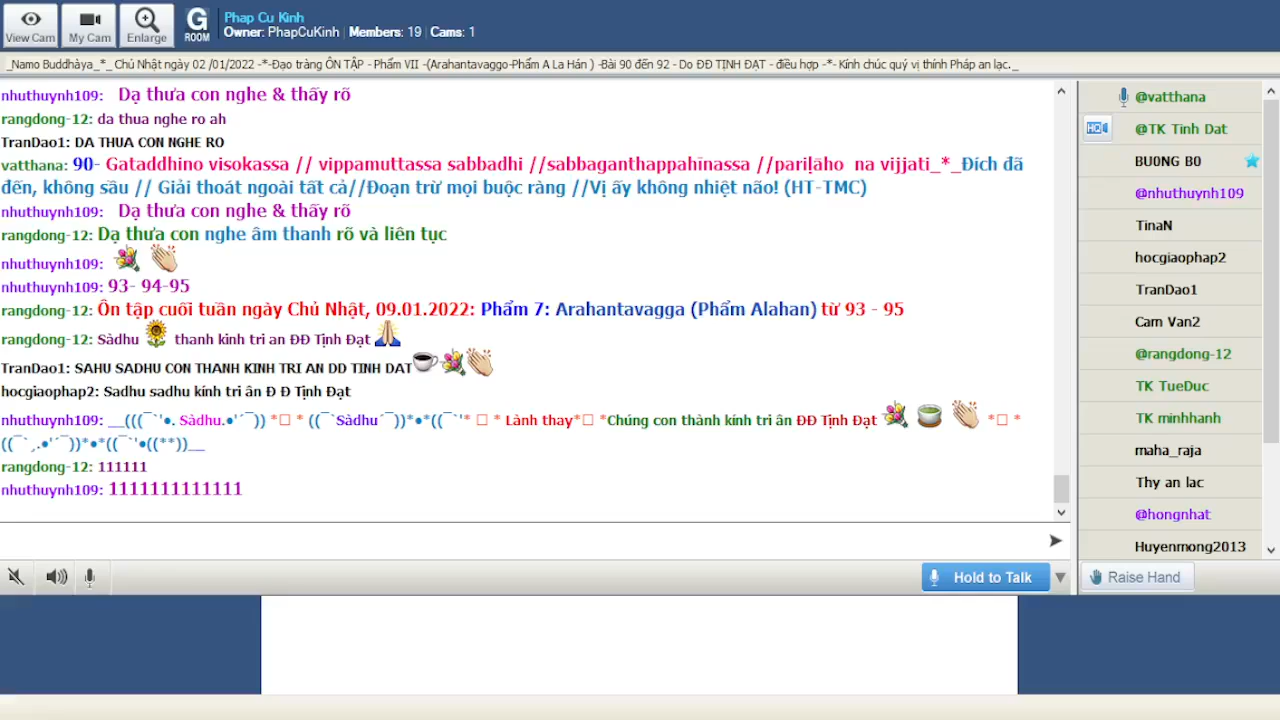 View Cam
My Cam
Enlarge
G ROOM
Phap Cu Kinh
Owner: PhapCuKinh | Members: 19 | Cams: 1
_Namo Buddhàya_*_ Chủ Nhật ngày 02 /01/2022 -*-Đạo tràng ÔN TẬP - Phẩm VII -(Arahantavaggo-Phẩm A La Hán ) -Bài 90 đến 92 - Do ĐĐ TỊNH ĐẠT - điều hợp -*- Kính chúc quý vị thính Pháp an lạc._
nhuthuynh109: Dạ thưa con nghe & thấy rõ
rangdong-12: da thua nghe ro ah
TranDao1: DA THUA CON NGHE RO
vatthana: 90- Gataddhino visokassa // vippamuttassa sabbadhi //sabbaganthappahīnassa //pariḷāho na vijjati_*_Đích đã
đến, không sầu // Giải thoát ngoài tất cả//Đoạn trừ mọi buộc ràng //Vị ấy không nhiệt não! (HT-TMC)
nhuthuynh109: Dạ thưa con nghe & thấy rõ
rangdong-12: Dạ thưa con nghe âm thanh rõ và liên tục
nhuthuynh109:
nhuthuynh109: 93- 94-95
rangdong-12: Ôn tập cuối tuần ngày Chủ Nhật, 09.01.2022: Phẩm 7: Arahantavagga (Phẩm Alahan) từ 93 - 95
rangdong-12: Sàdhu thanh kinh tri an ĐĐ Tịnh Đạt
TranDao1: SAHU SADHU CON THANH KINH TRI AN DD TINH DAT
hocgiaophap2: Sadhu sadhu kính tri ân Đ Đ Tịnh Đạt
nhuthuynh109: __(((¯`'•. Sàdhu.•'´¯)) *□ * ((¯`Sàdhu´¯))*•*((¯`'* □ * Lành thay*□ *Chúng con thành kính tri ân ĐĐ Tịnh Đạt *□ *
((¯`¸.•'´¯))*•*((¯`'•((**))__
rangdong-12: 111111
nhuthuynh109: 1111111111111
Hold to Talk
@vatthana
HD
@TK Tinh Dat
BU0NG B0
@nhuthuynh109
TinaN
hocgiaophap2
TranDao1
Cam Van2
@rangdong-12
TK TueDuc
TK minhhanh
maha_raja
Thy an lac
@hongnhat
Huyenmong2013
Raise Hand